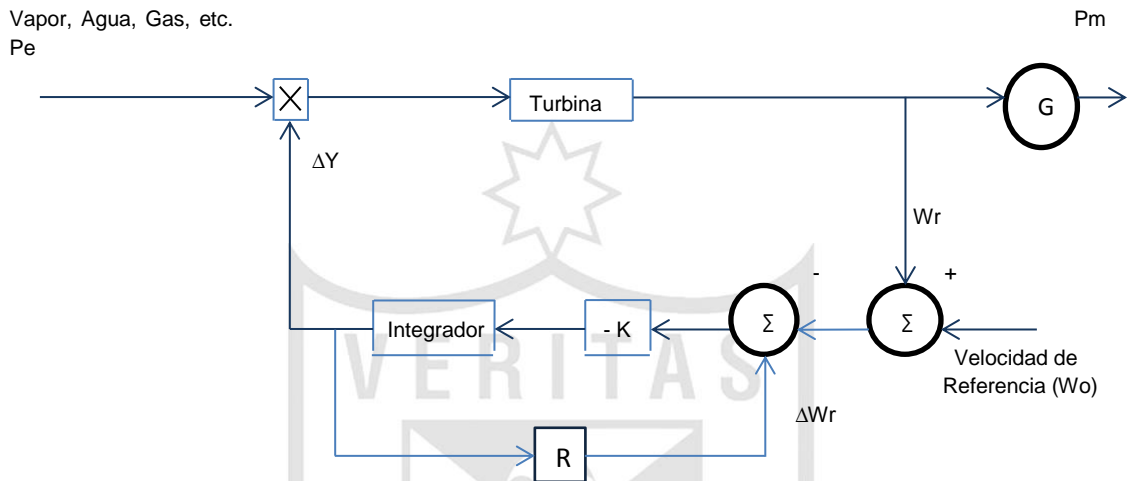 Vapor, Agua, Gas, etc.
Pm
Pe
X
Turbina
G
ΔY
Wr
-
+
Integrador
- K
Σ
Σ
Velocidad de
Referencia (Wo)
VERITAS
ΔWr
R